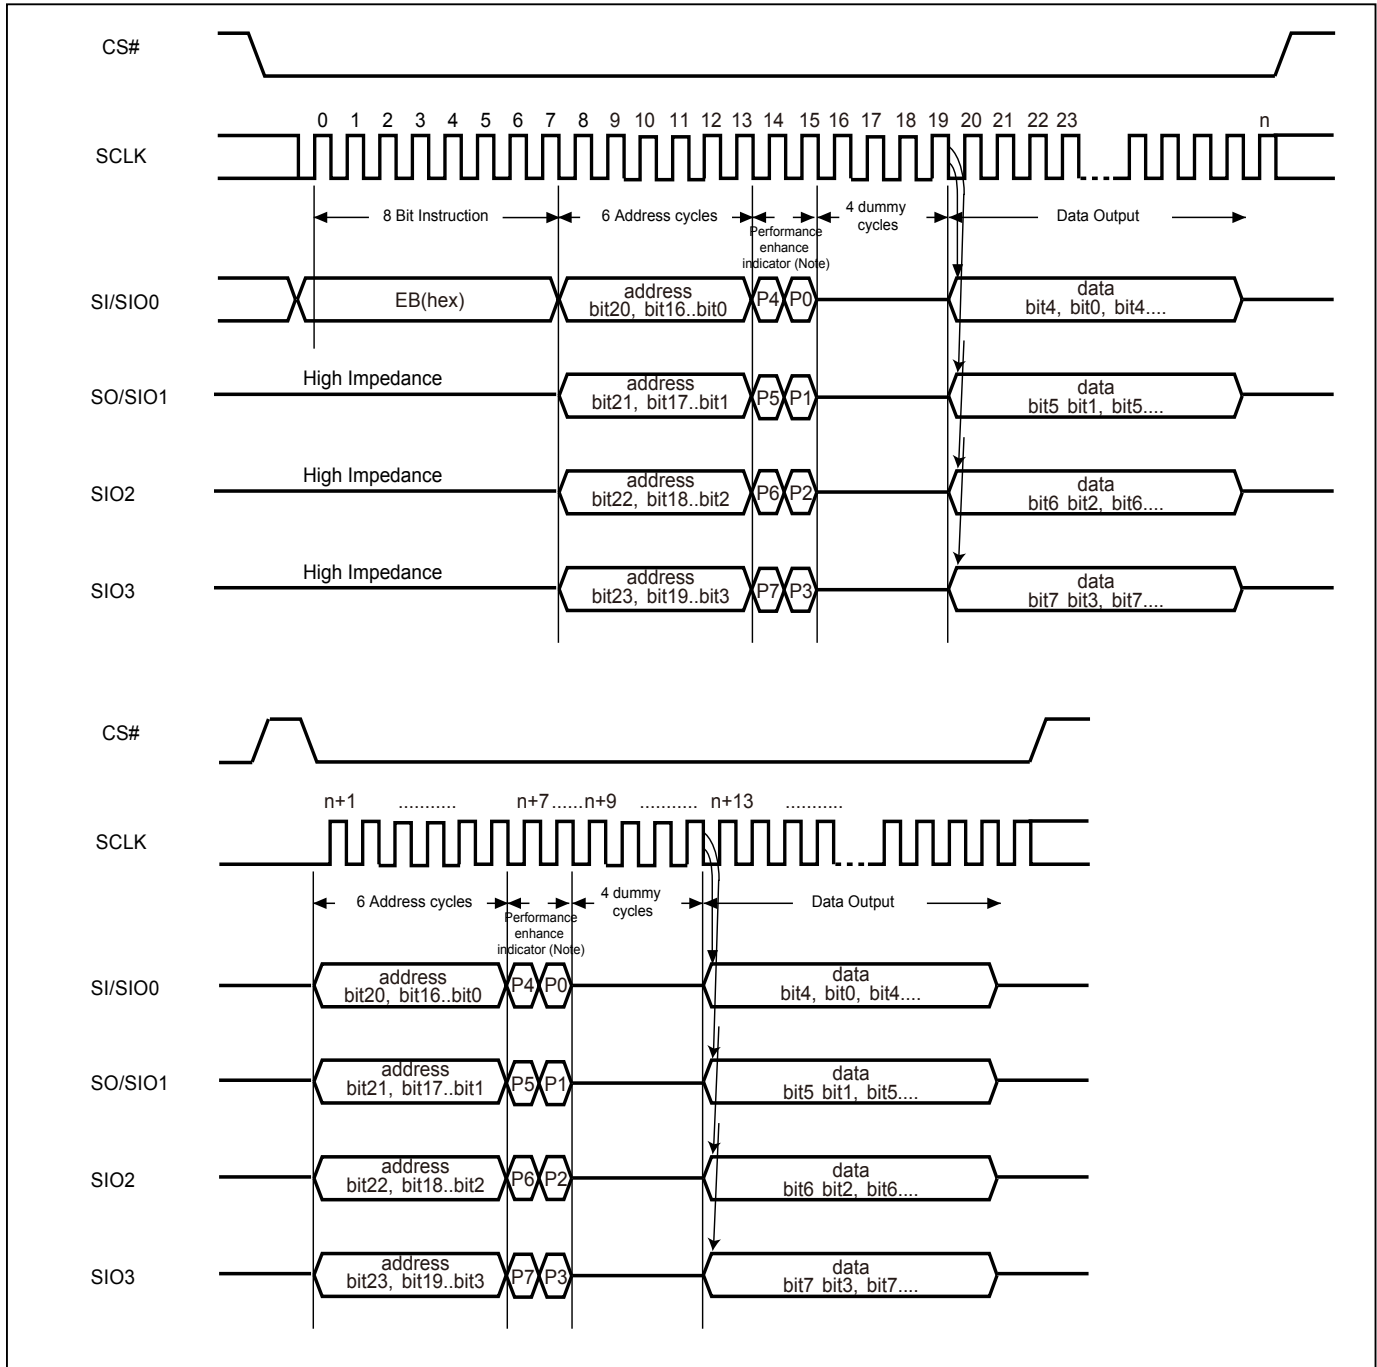 CS#
0 1 2 3 4 5 6 7 8 9 10 11 12 13 14 15 16 17 18 19 20 21 22 23 n
SCLK
8 Bit Instruction
6 Address cycles
Performance
enhance
indicator (Note)
4 dummy
cycles
Data Output
SI/SIO0
EB(hex)
address
bit20, bit16..bit0
P4 P0
data
bit4, bit0, bit4....
SO/SIO1
High Impedance
address
bit21, bit17..bit1
P5 P1
data
bit5 bit1, bit5....
SIO2
High Impedance
address
bit22, bit18..bit2
P6 P2
data
bit6 bit2, bit6....
SIO3
High Impedance
address
bit23, bit19..bit3
P7 P3
data
bit7 bit3, bit7....
CS#
n+1 ........... n+7......n+9 ........... n+13 ...........
SCLK
6 Address cycles
Performance
enhance
indicator (Note)
4 dummy
cycles
Data Output
SI/SIO0
address
bit20, bit16..bit0
P4 P0
data
bit4, bit0, bit4....
SO/SIO1
address
bit21, bit17..bit1
P5 P1
data
bit5 bit1, bit5....
SIO2
address
bit22, bit18..bit2
P6 P2
data
bit6 bit2, bit6....
SIO3
address
bit23, bit19..bit3
P7 P3
data
bit7 bit3, bit7....